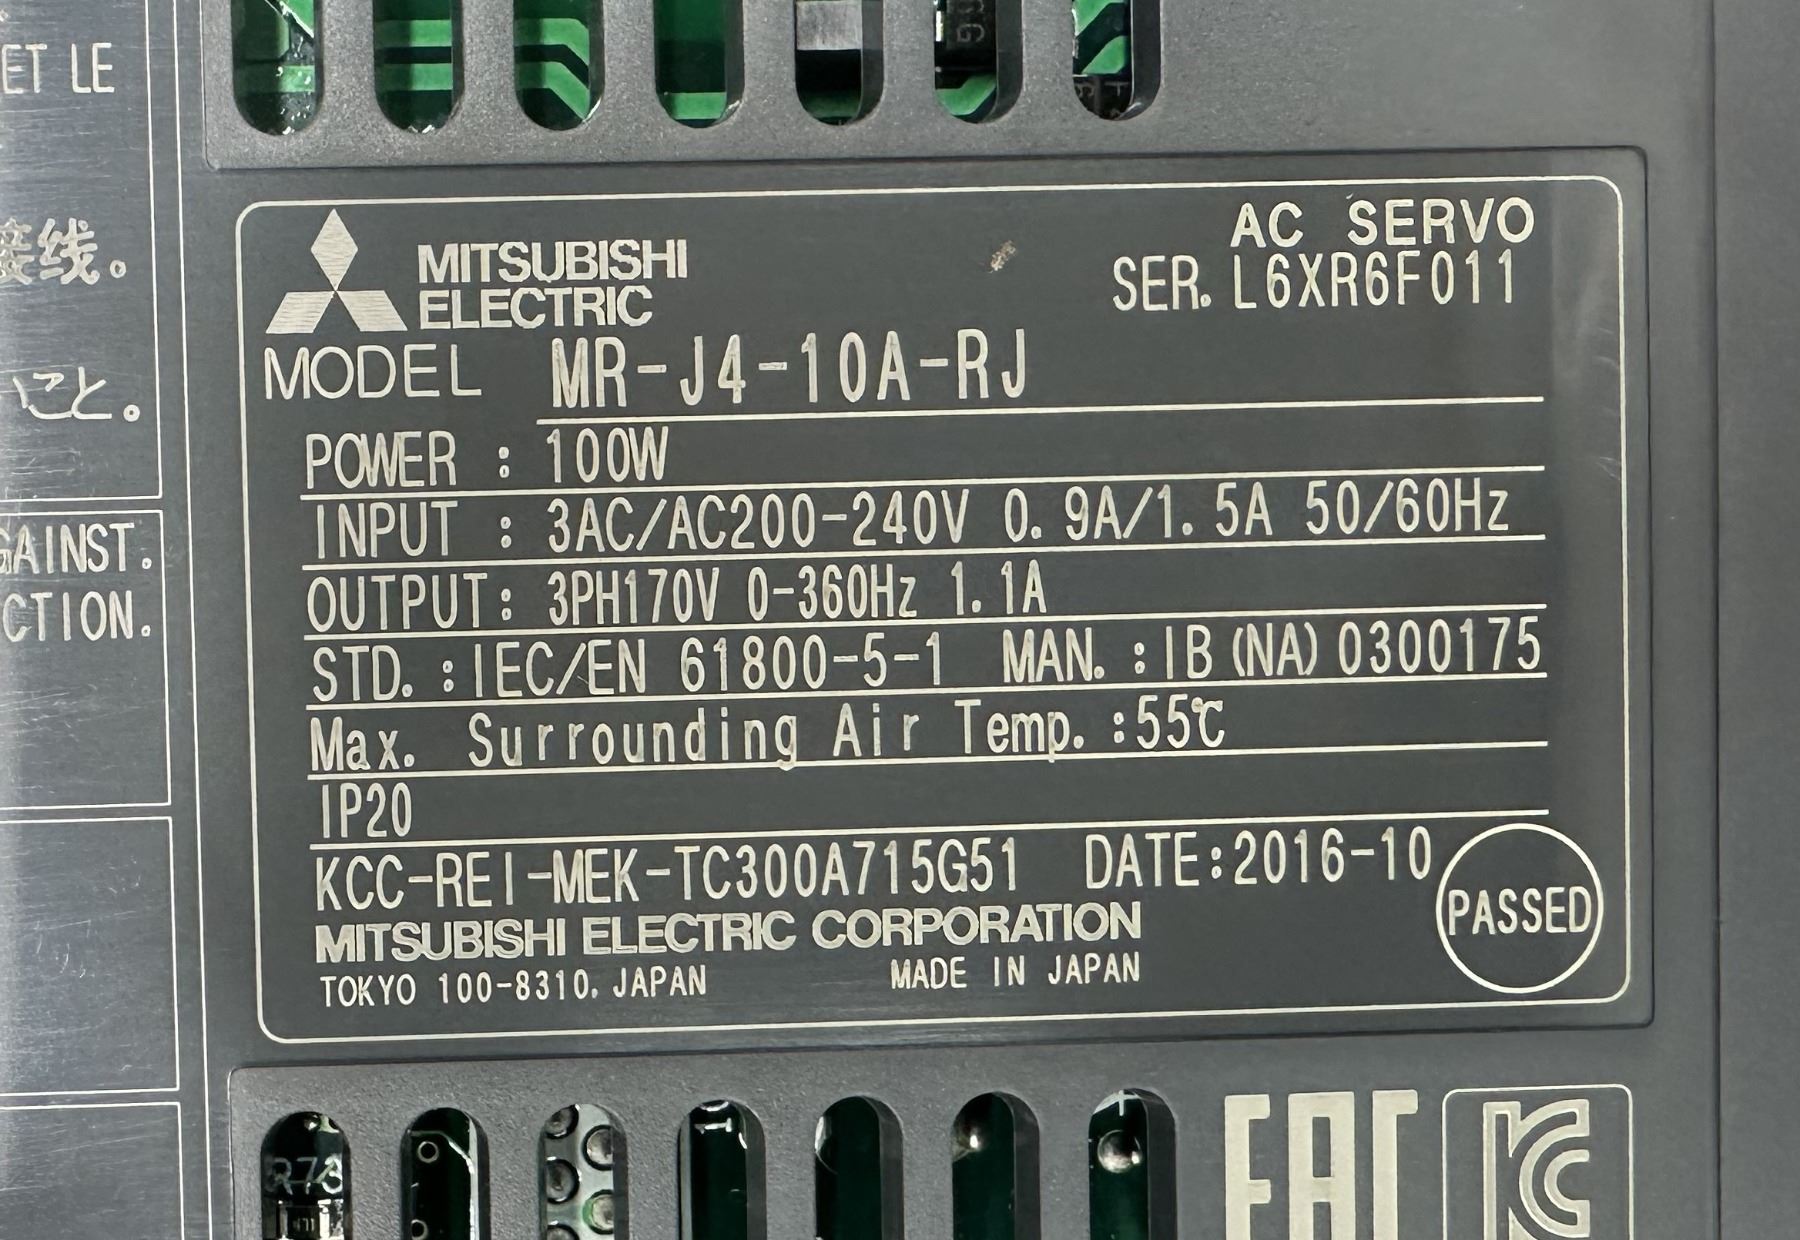 ET LE
接线。
いこと。
GAINST.
CTION.
MITSUBISHI
ELECTRIC
AC SERVO
SER. L6XR6F011
MODEL MR-J4-10A-RJ
POWER : 100W
INPUT : 3AC/AC200-240V 0.9A/1.5A 50/60Hz
OUTPUT: 3PH170V 0-360Hz 1.1A
STD. : IEC/EN 61800-5-1 MAN. : IB(NA)0300175
Max. Surrounding Air Temp. :55℃
IP20
KCC-REI-MEK-TC300A715G51 DATE:2016-10
PASSED
MITSUBISHI ELECTRIC CORPORATION
TOKYO 100-8310, JAPAN MADE IN JAPAN
EAC